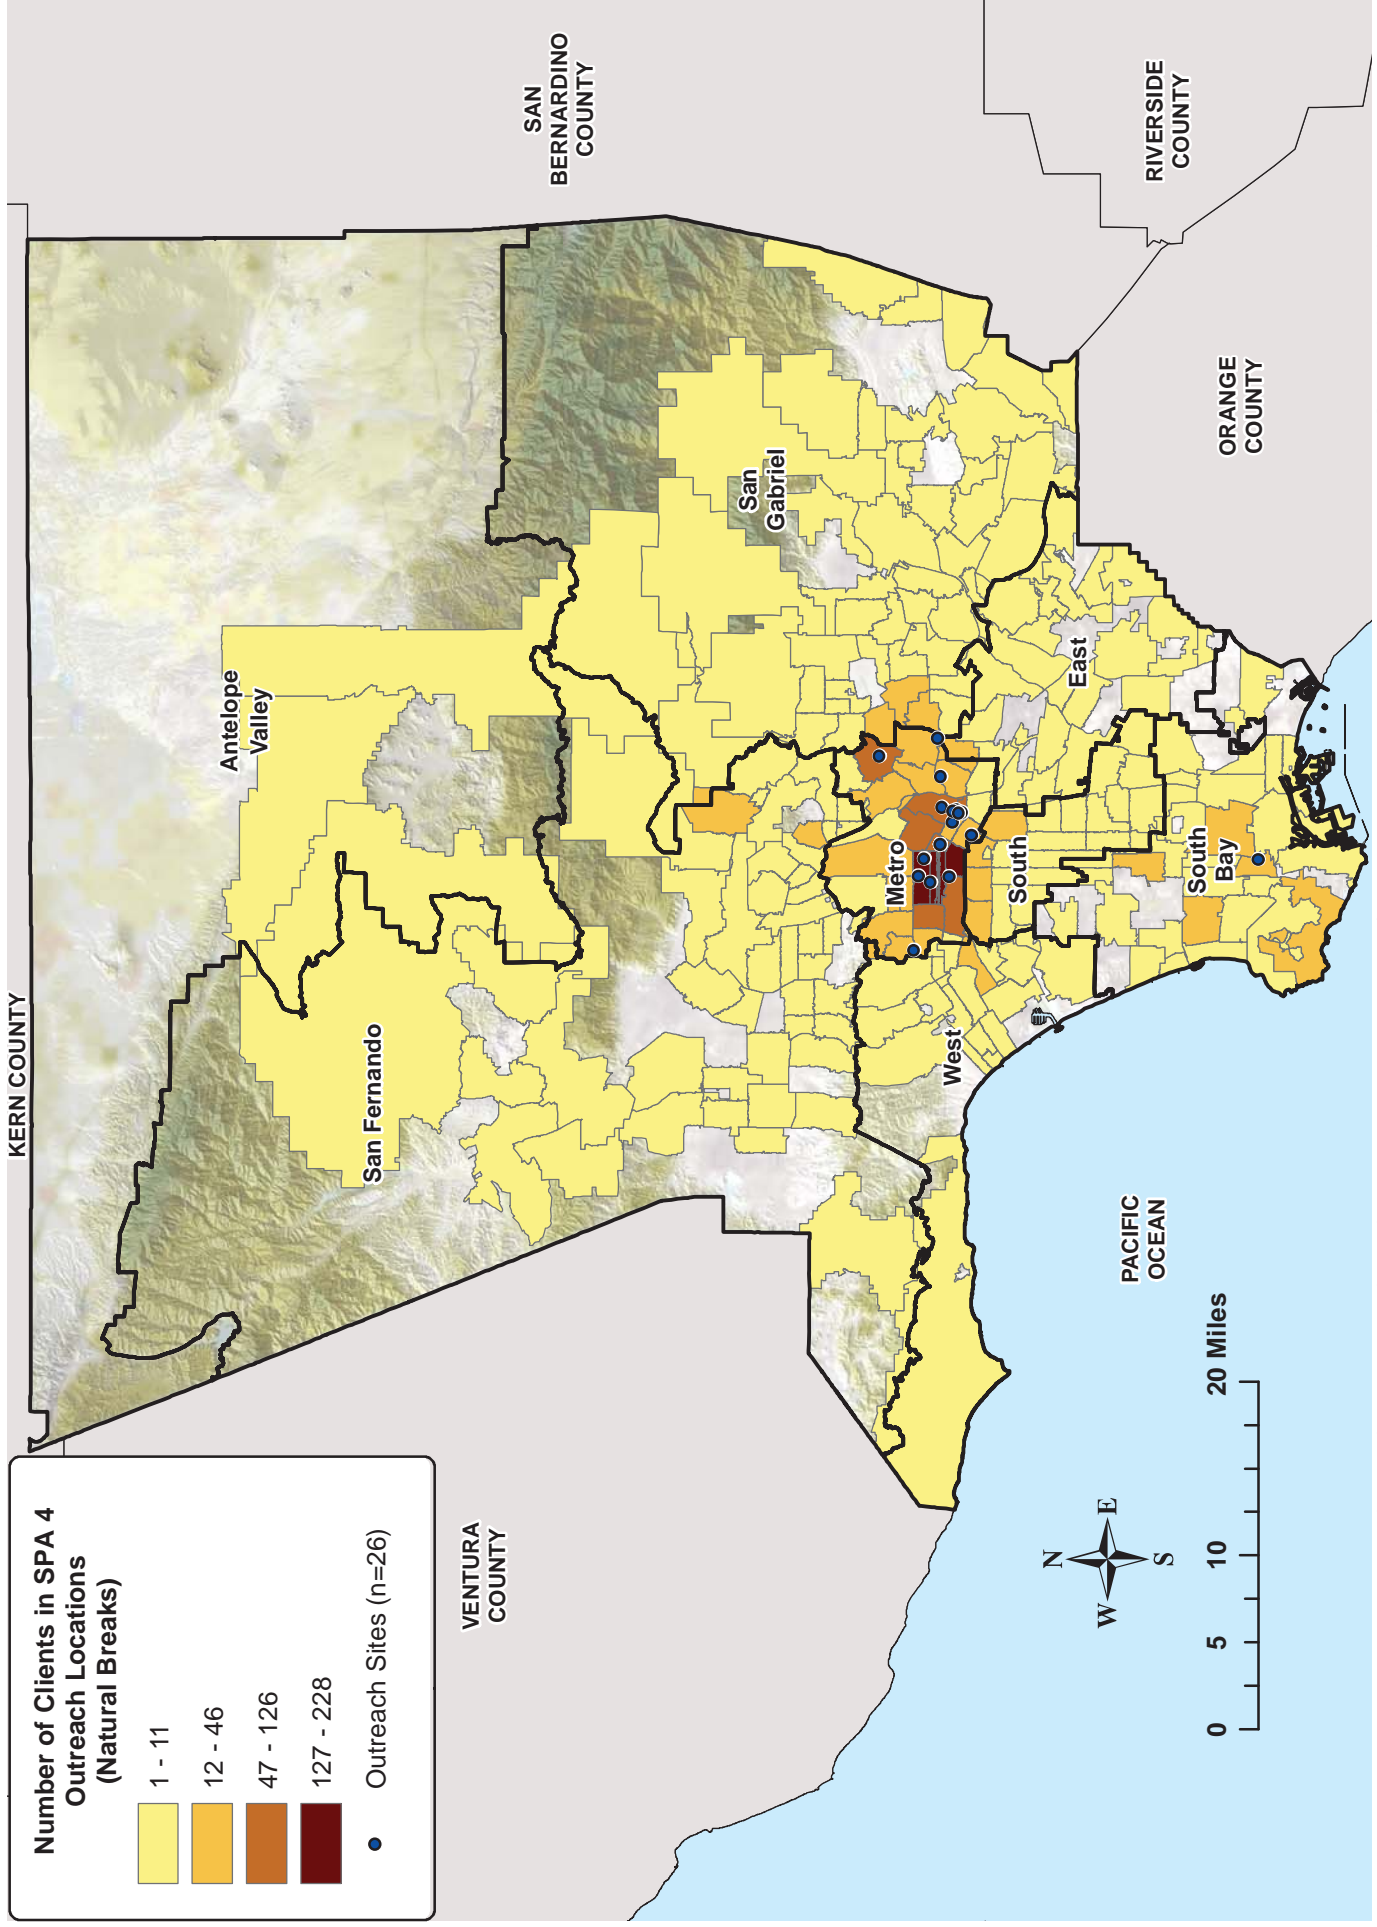 Number of Clients in SPA 4
Outreach Locations
(Natural Breaks)
1 - 11
12 - 46
47 - 126
127 - 228
Outreach Sites (n=26)
KERN COUNTY
VENTURA
COUNTY
SAN
BERNARDINO
COUNTY
RIVERSIDE
COUNTY
ORANGE
COUNTY
PACIFIC
OCEAN
Antelope
Valley
San Fernando
San
Gabriel
Metro
West
South
East
South
Bay
N
W
E
S
0
5
10
20 Miles